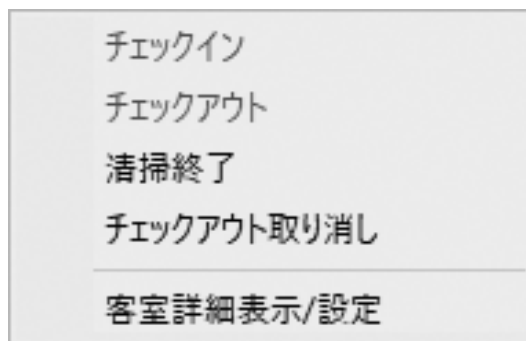 チェックイン
チェックアウト
清掃終了
チェックアウト取り消し
客室詳細表示/設定